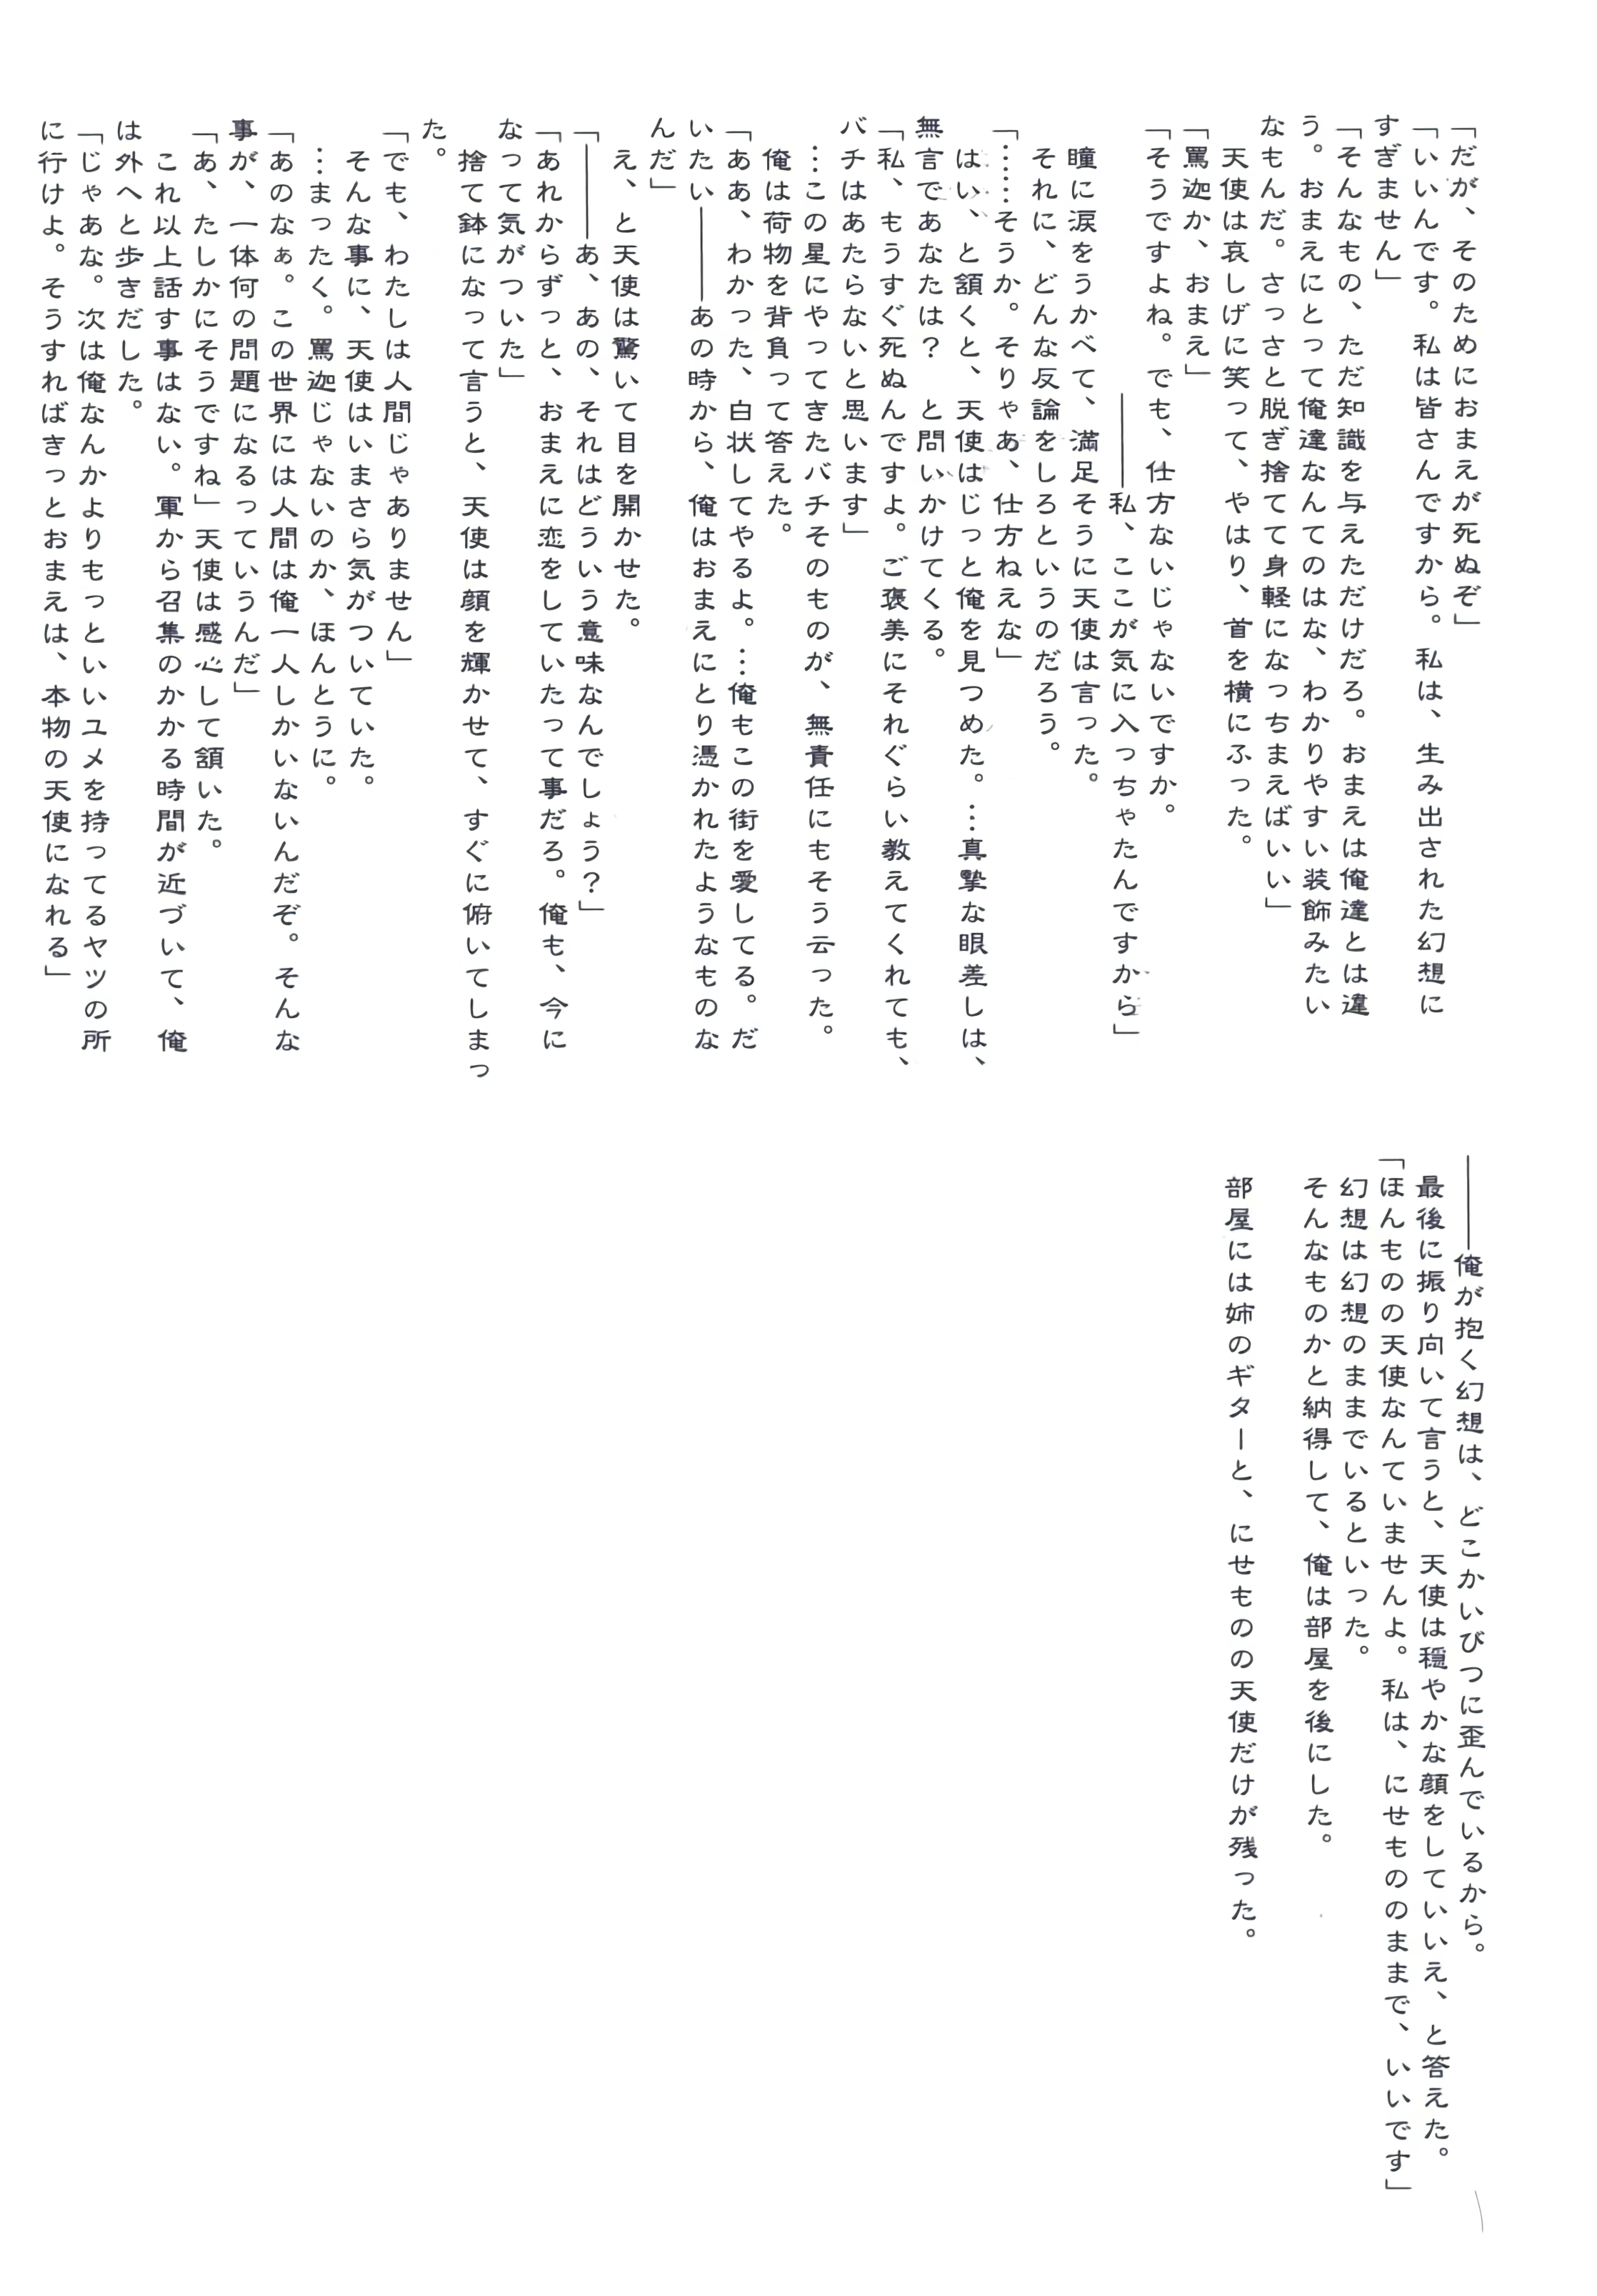 「だが、そのためにおまえが死ぬぞ」
「いいんです。私は皆さんですから。私は、生み出された幻想に
すぎません」
「そんなもの、ただ知識を与えただけだろ。おまえは俺達とは違
う。おまえにとって俺達なんてのはな、わかりやすい装飾みたい
なもんだ。さっさと脱ぎ捨てて身軽になっちまえばいい」
天使は哀しげに笑って、やはり、首を横にふった。
「罵迦か、おまえ」
「そうですよね。でも、仕方ないじゃないですか。
――私、ここが気に入っちゃたんですから」
瞳に涙をうかべて、満足そうに天使は言った。
それに、どんな反論をしろというのだろう。
「……そうか。そりゃあ、仕方ねえな」
はい、と頷くと、天使はじっと俺を見つめた。…真摯な眼差しは、
無言であなたは？　と問いかけてくる。
「私、もうすぐ死ぬんですよ。ご褒美にそれぐらい教えてくれても、
バチはあたらないと思います」
…この星にやってきたバチそのものが、無責任にもそう云った。
俺は荷物を背負って答えた。
「ああ、わかった、白状してやるよ。…俺もこの街を愛してる。だ
いたい――あの時から、俺はおまえにとり憑かれたようなものな
んだ」
え、と天使は驚いて目を開かせた。
「――あ、あの、それはどういう意味なんでしょう？」
「あれからずっと、おまえに恋をしていたって事だろ。俺も、今に
なって気がついた」
捨て鉢になって言うと、天使は顔を輝かせて、すぐに俯いてしまっ
た。
「でも、わたしは人間じゃありません」
そんな事に、天使はいまさら気がついていた。
…まったく。罵迦じゃないのか、ほんとうに。
「あのなぁ。この世界には人間は俺一人しかいないんだぞ。そんな
事が、一体何の問題になるっていうんだ」
「あ、たしかにそうですね」天使は感心して頷いた。
これ以上話す事はない。軍から召集のかかる時間が近づいて、俺
は外へと歩きだした。
「じゃあな。次は俺なんかよりもっといいユメを持ってるヤツの所
に行けよ。そうすればきっとおまえは、本物の天使になれる」
――俺が抱く幻想は、どこかいびつに歪んでいるから。
最後に振り向いて言うと、天使は穏やかな顔をしていいえ、と答えた。
「ほんものの天使なんていませんよ。私は、にせもののままで、いいです」
幻想は幻想のままでいるといった。
そんなものかと納得して、俺は部屋を後にした。
部屋には姉のギターと、にせものの天使だけが残った。